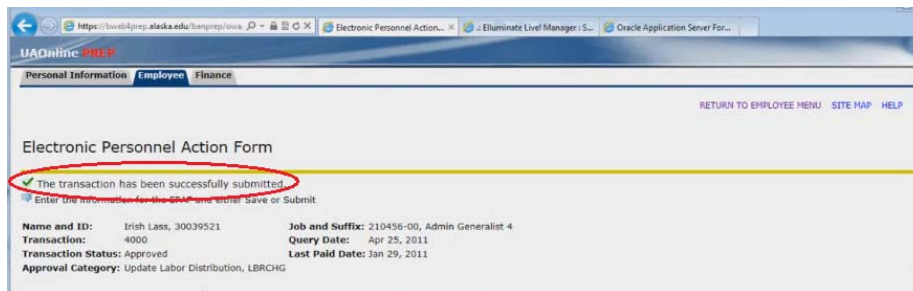 https://bweb4prep.alaska.edu/banprep/owa
Electronic Personnel Action...
.: Elluminate Live! Manager : S...
Oracle Application Server For...
UAOnline PREP
Personal Information Employee Finance
RETURN TO EMPLOYEE MENU SITE MAP HELP
Electronic Personnel Action Form
The transaction has been successfully submitted.
Enter the information for the EPAF and either Save or Submit
Name and ID: Irish Lass, 30039521 Job and Suffix: 210456-00, Admin Generalist 4
Transaction: 4000 Query Date: Apr 25, 2011
Transaction Status: Approved Last Paid Date: Jan 29, 2011
Approval Category: Update Labor Distribution, LBRCHG